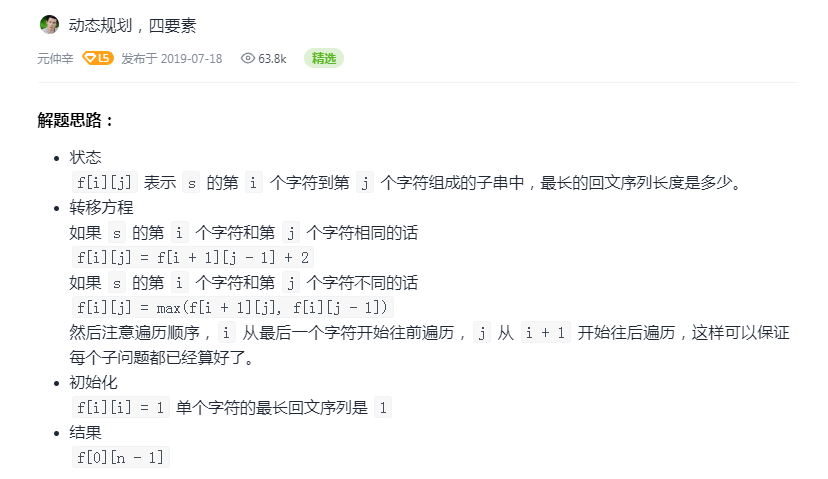 动态规划，四要素
元仲辛 L5 发布于 2019-07-18 63.8k 精选
解题思路：
状态
f[i][j] 表示 s 的第 i 个字符到第 j 个字符组成的子串中，最长的回文序列长度是多少。
转移方程
如果 s 的第 i 个字符和第 j 个字符相同的话
f[i][j] = f[i + 1][j - 1] + 2
如果 s 的第 i 个字符和第 j 个字符不同的话
f[i][j] = max(f[i + 1][j], f[i][j - 1])
然后注意遍历顺序，i 从最后一个字符开始往前遍历，j 从 i + 1 开始往后遍历，这样可以保证
每个子问题都已经算好了。
初始化
f[i][i] = 1 单个字符的最长回文序列是 1
结果
f[0][n - 1]